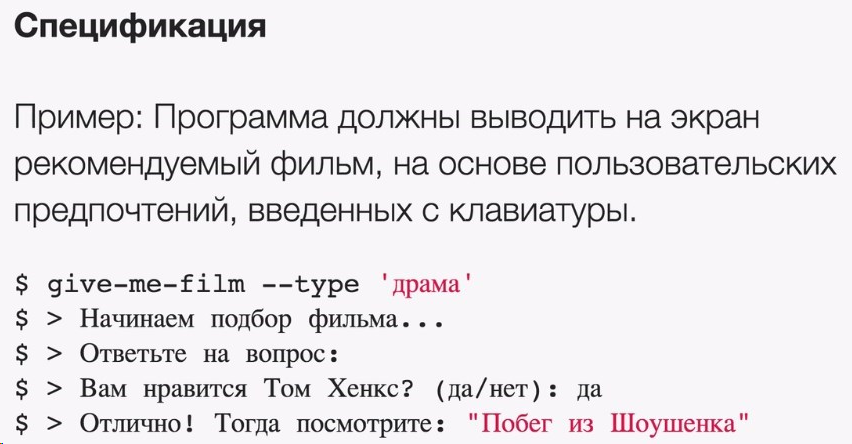 Спецификация
Пример: Программа должны выводить на экран
рекомендуемый фильм, на основе пользовательских
предпочтений, введенных с клавиатуры.
$ give-me-film --type 'драма'
$ > Начинаем подбор фильма...
$ > Ответьте на вопрос:
$ > Вам нравится Том Хенкс? (да/нет): да
$ > Отлично! Тогда посмотрите: "Побег из Шоушенка"